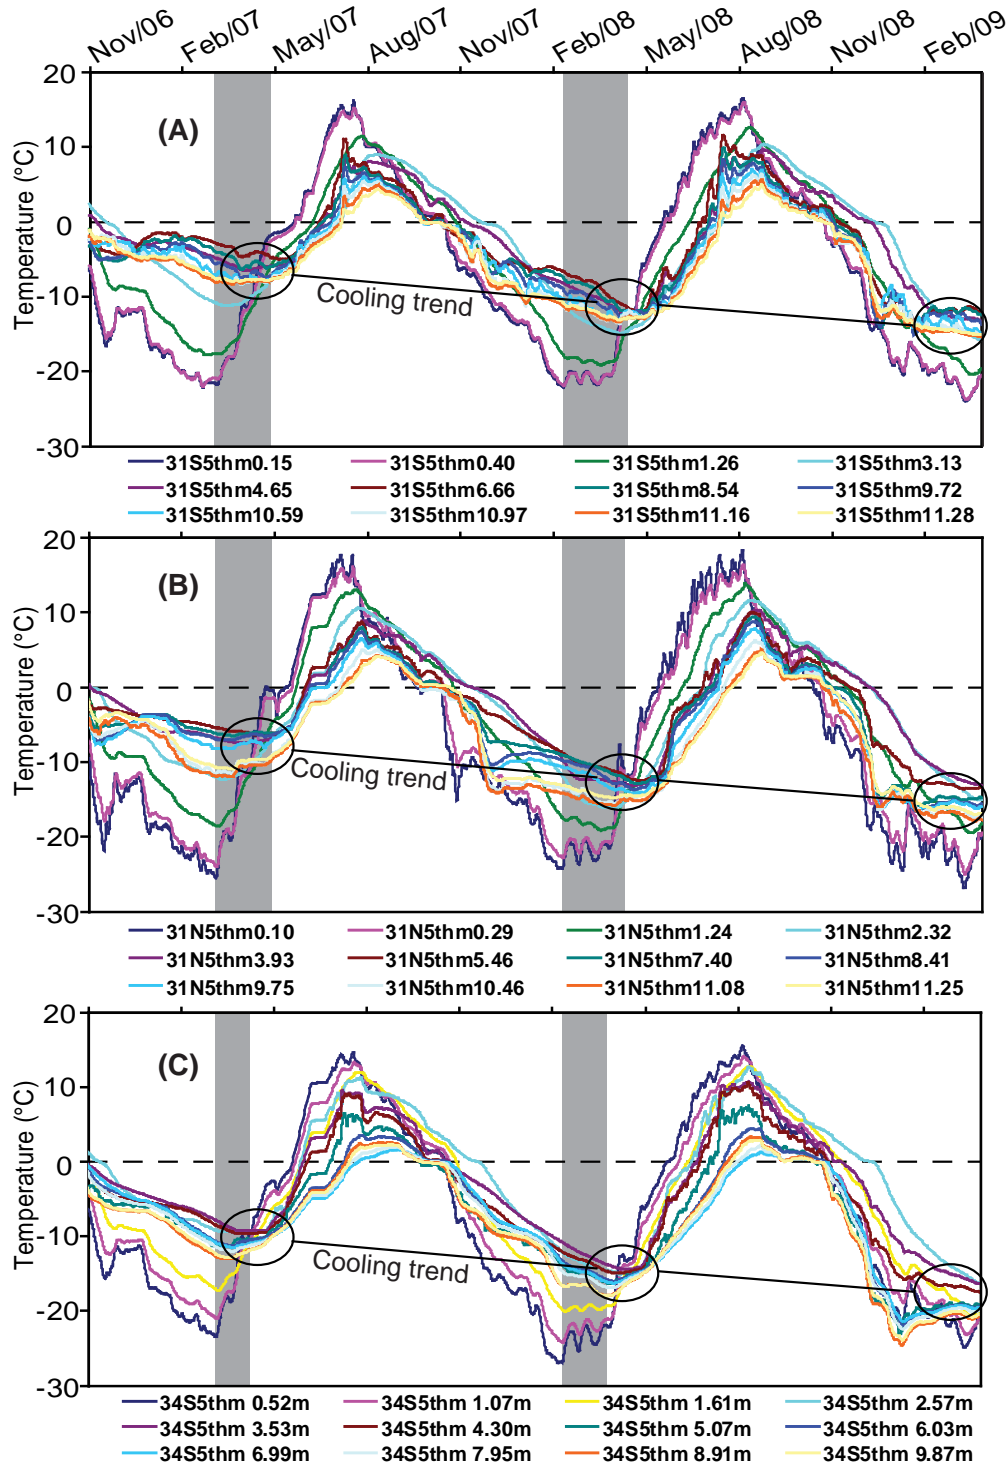 Nov/06 Feb/07 May/07 Aug/07 Nov/07 Feb/08 May/08 Aug/08 Nov/08 Feb/09
20
10
0
-10
-20
-30
Temperature (°C)
(A)
Cooling trend
31S5thm0.15 31S5thm0.40 31S5thm1.26 31S5thm3.13
31S5thm4.65 31S5thm6.66 31S5thm8.54 31S5thm9.72
31S5thm10.59 31S5thm10.97 31S5thm11.16 31S5thm11.28
20
10
0
-10
-20
-30
Temperature (°C)
(B)
Cooling trend
31N5thm0.10 31N5thm0.29 31N5thm1.24 31N5thm2.32
31N5thm3.93 31N5thm5.46 31N5thm7.40 31N5thm8.41
31N5thm9.75 31N5thm10.46 31N5thm11.08 31N5thm11.25
20
10
0
-10
-20
-30
Temperature (°C)
(C)
Cooling trend
34S5thm 0.52m 34S5thm 1.07m 34S5thm 1.61m 34S5thm 2.57m
34S5thm 3.53m 34S5thm 4.30m 34S5thm 5.07m 34S5thm 6.03m
34S5thm 6.99m 34S5thm 7.95m 34S5thm 8.91m 34S5thm 9.87m